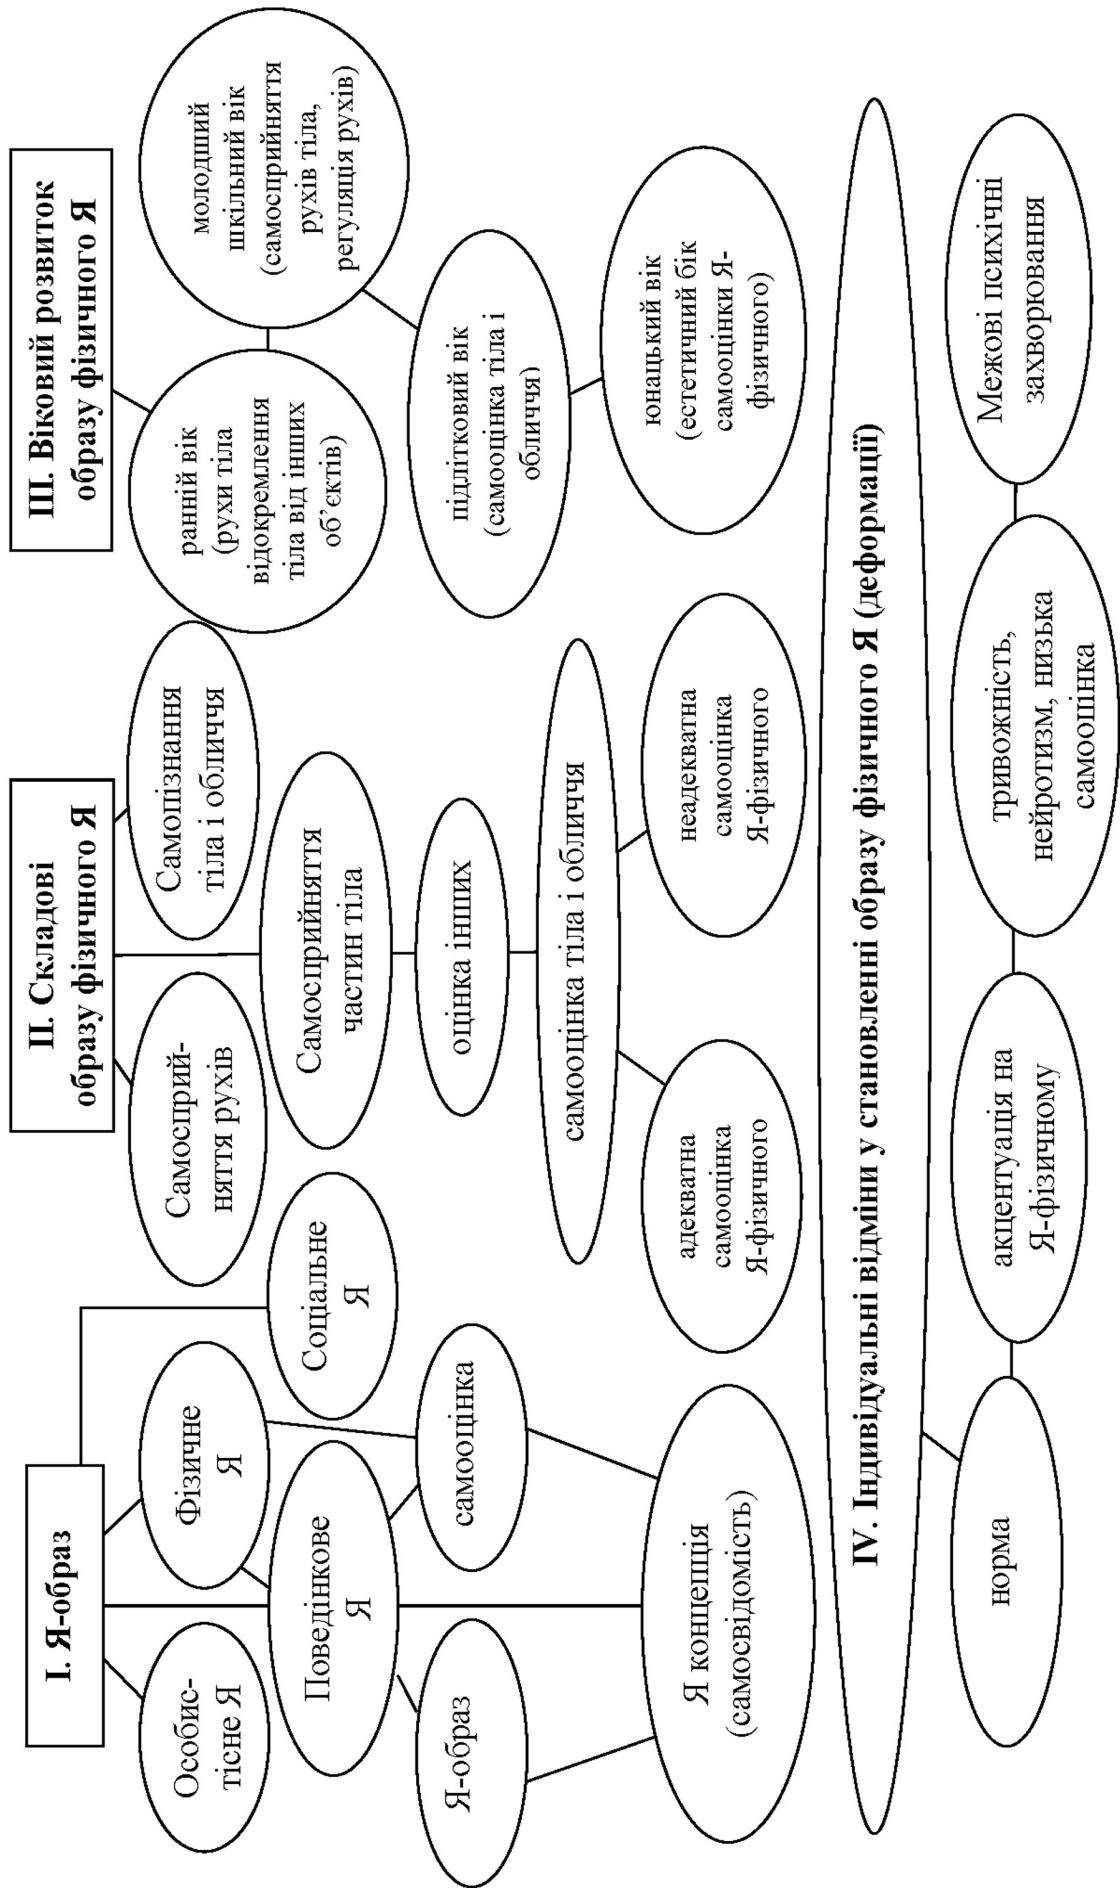 І. Я-образ
Особис-
тісне Я
Фізичне
Я
Поведінкове
Я
Соціальне
Я
Я-образ
самооцінка
Я концепція
(самосвідомість)
ІІ. Складові
образу фізичного Я
Самосприй-
няття рухів
Самопізнання
тіла і обличчя
Самосприйняття
частин тіла
оцінка інших
самооцінка тіла і обличчя
адекватна
самооцінка
Я-фізичного
неадекватна
самооцінка
Я-фізичного
ІІІ. Віковий розвиток
образу фізичного Я
ранній вік
(рухи тіла
відокремлення
тіла від інших
об’єктів)
молодший
шкільний вік
(самосприйняття
рухів тіла,
регуляція рухів)
підлітковий вік
(самооцінка тіла і
обличчя)
юнацький вік
(естетичний бік
самооцінки Я-
фізичного)
IV. Індивідуальні відміни у становленні образу фізичного Я (деформації)
норма
акцентуація на
Я-фізичному
тривожність,
нейротизм, низька
самооцінка
Межові психічні
захворювання